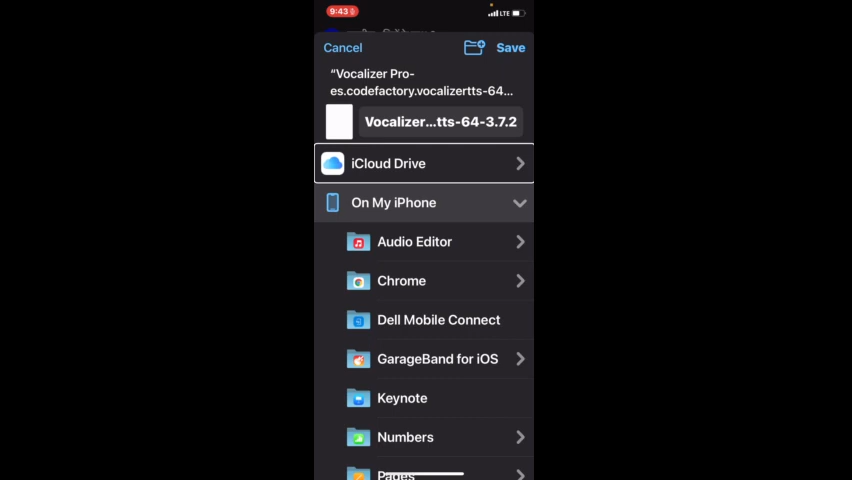 9:43
LTE
Cancel
Save
“Vocalizer Pro-
es.codefactory.vocalizertts-64...
Vocalizer...tts-64-3.7.2
iCloud Drive
On My iPhone
Audio Editor
Chrome
Dell Mobile Connect
GarageBand for iOS
Keynote
Numbers
Pages